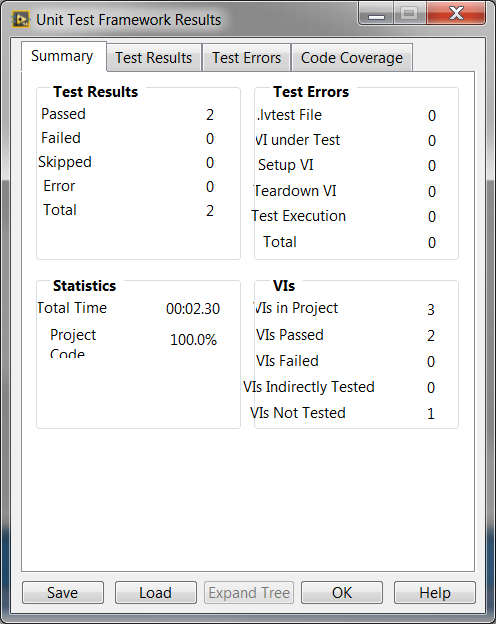 Unit Test Framework Results
Summary Test Results Test Errors Code Coverage
Test Results
Passed 2
Failed 0
Skipped 0
Error 0
Total 2
Test Errors
.lvtest File 0
VI under Test 0
Setup VI 0
Teardown VI 0
Test Execution 0
Total 0
Statistics
Total Time 00:02.30
Project 100.0%
Code
VIs
VIs in Project 3
VIs Passed 2
VIs Failed 0
VIs Indirectly Tested 0
VIs Not Tested 1
Save Load Expand Tree OK Help